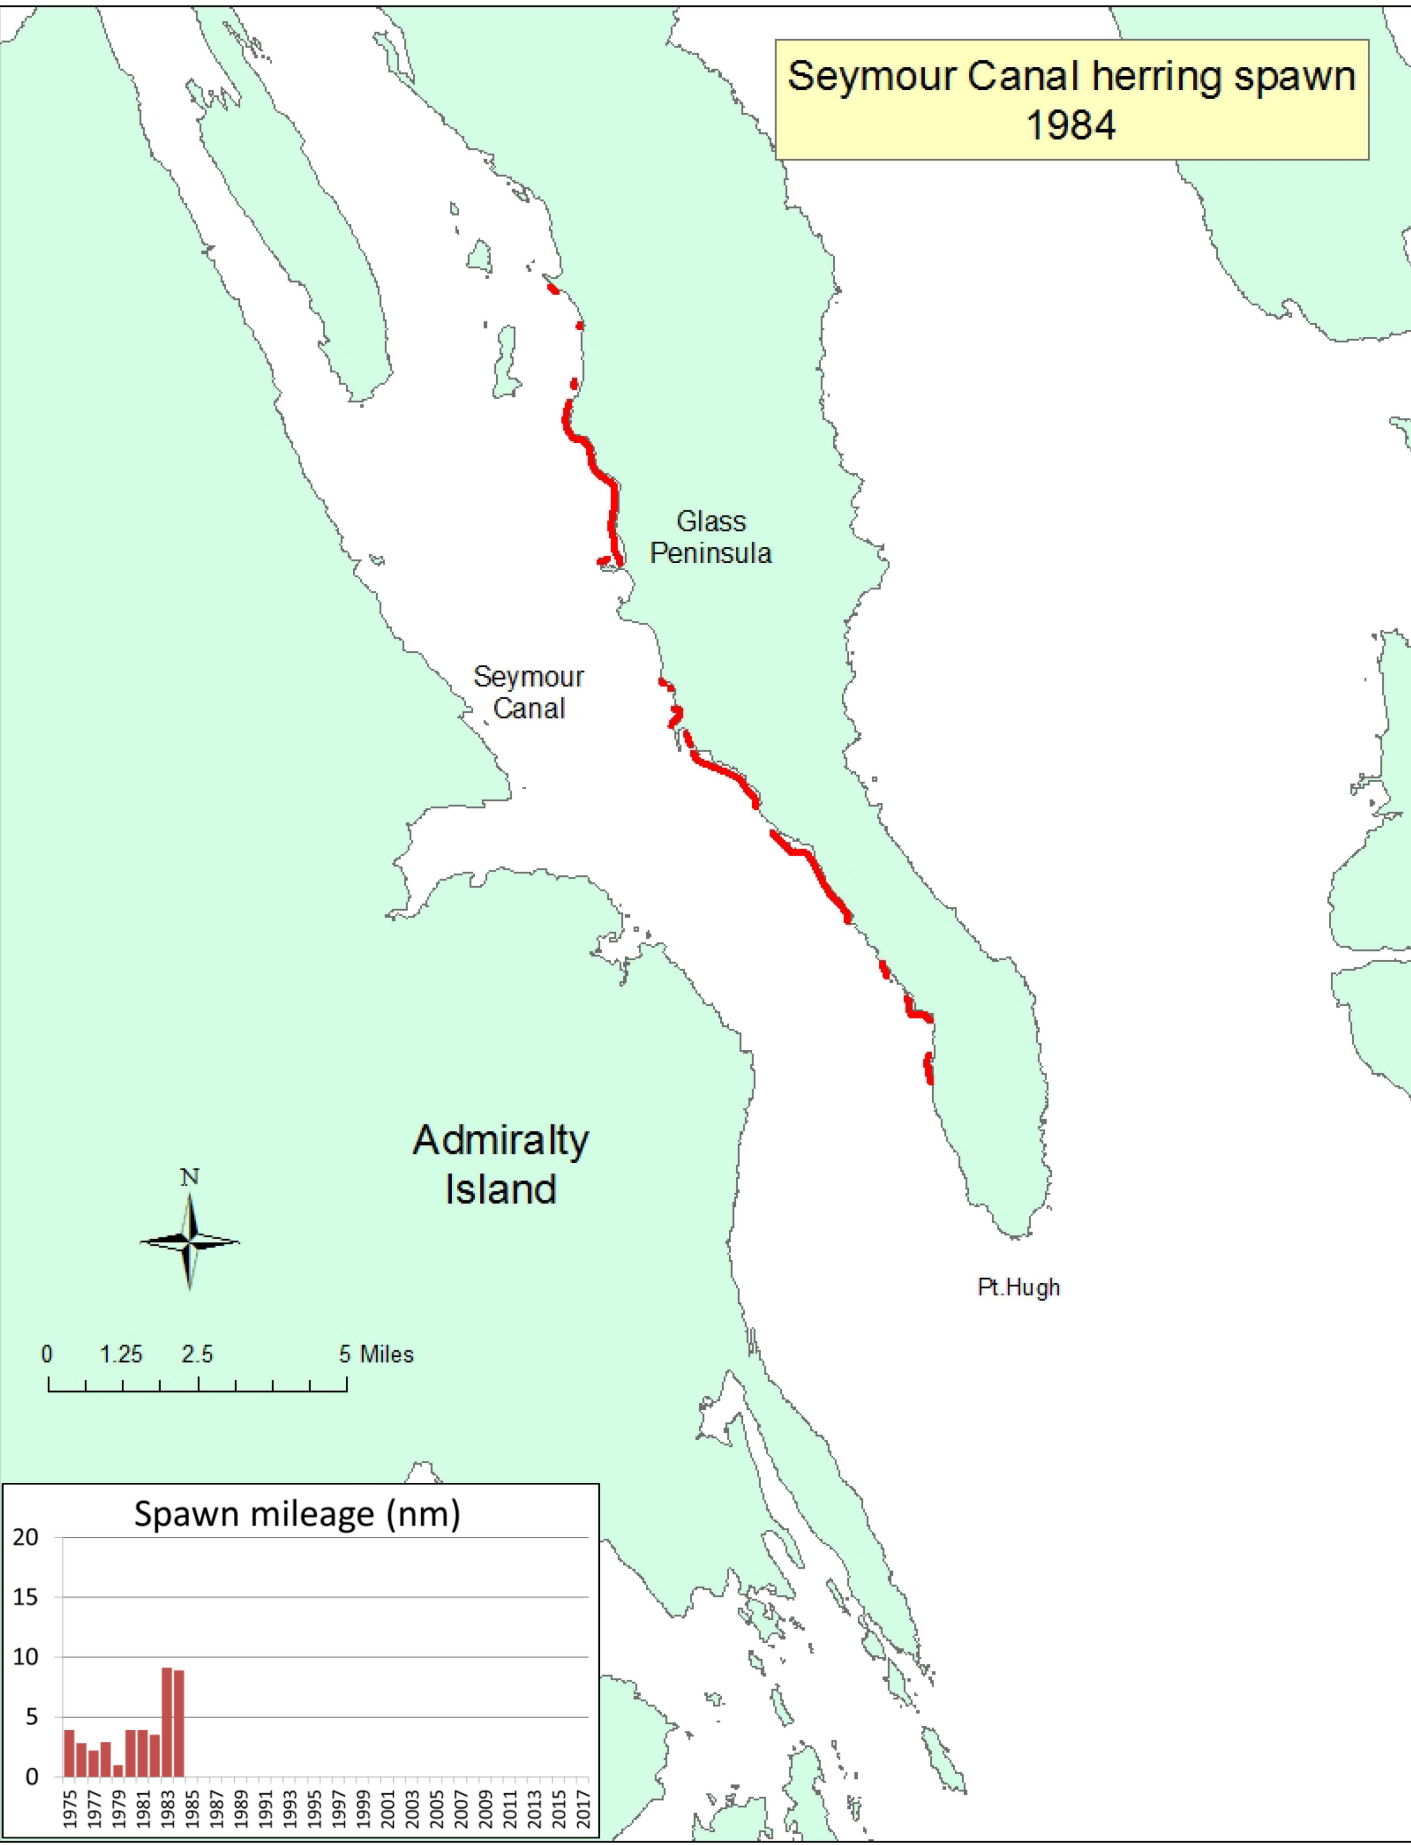 Seymour Canal herring spawn
1984
Glass
Peninsula
Seymour
Canal
Admiralty
Island
N
Pt.Hugh
0 1.25 2.5 5 Miles
Spawn mileage (nm)
20
15
10
5
0
1975 1977 1979 1981 1983 1985 1987 1989 1991 1993 1995 1997 1999 2001 2003 2005 2007 2009 2011 2013 2015 2017